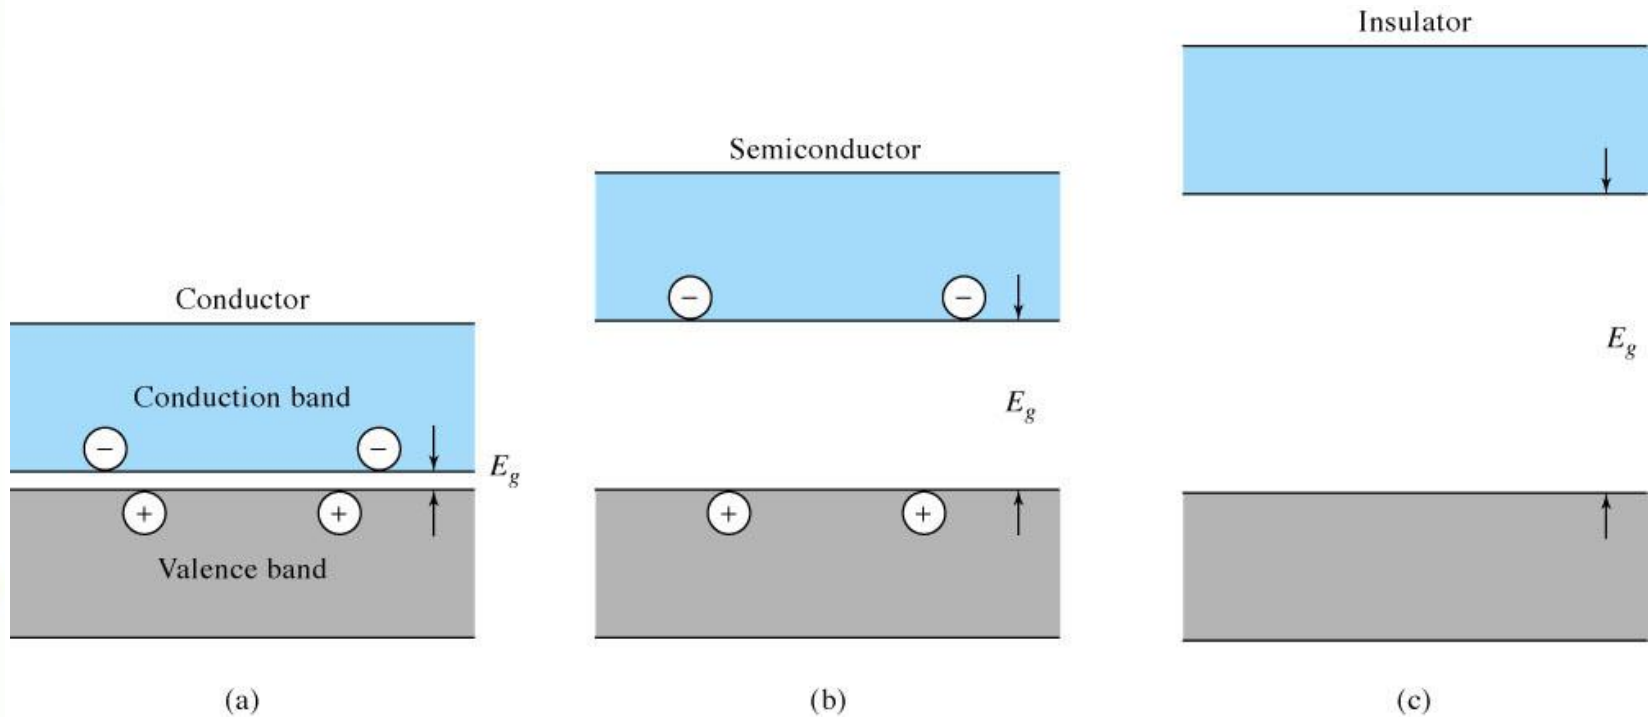 Insulator
Semiconductor
Conductor
E_g
Conduction band
−
−
−
−
E_g
E_g
+
+
+
+
Valence band
(a)
(b)
(c)